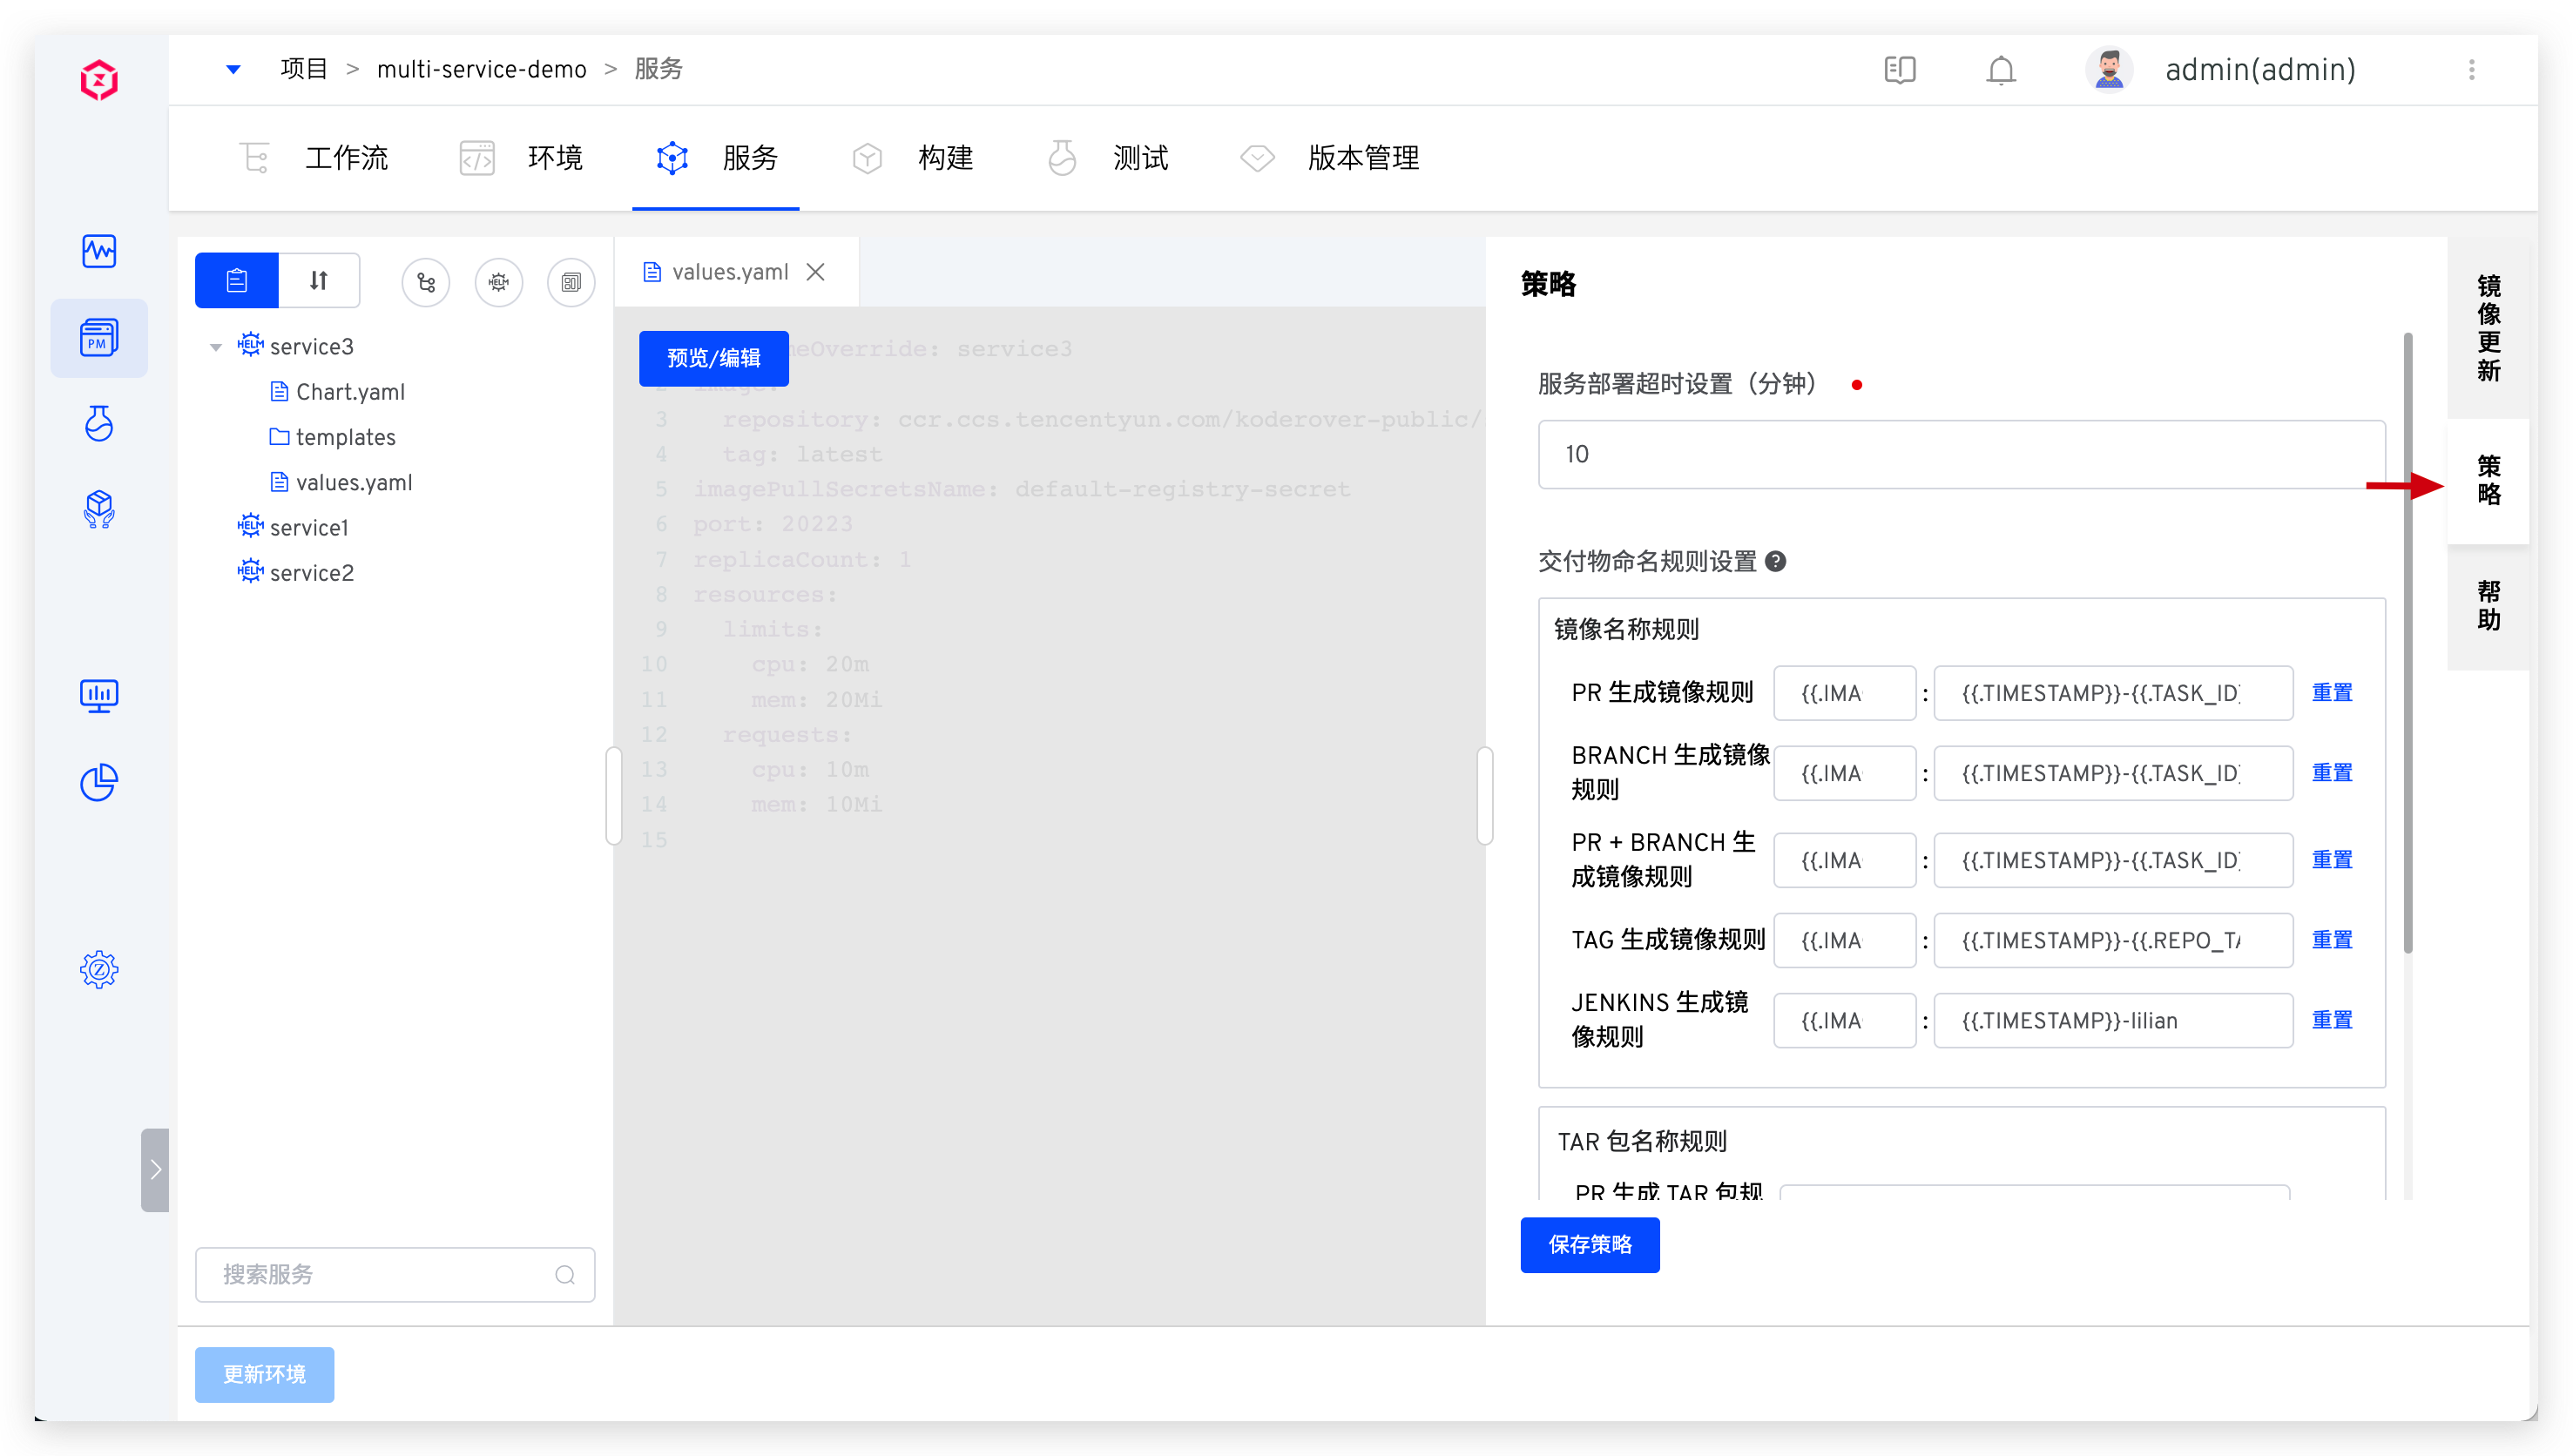 项目 > multi-service-demo > 服务
admin(admin)
工作流
环境
服务
构建
测试
版本管理
HELM
HELM service3
Chart.yaml
templates
values.yaml
HELM service1
HELM service2
搜索服务
更新环境
values.yaml
预览/编辑
meOverride: service3
2 image:
3 repository: ccr.ccs.tencentyun.com/koderover-public/
4 tag: latest
5 imagePullSecretsName: default-registry-secret
6 port: 20223
7 replicaCount: 1
8 resources:
9 limits:
10 cpu: 20m
11 mem: 20Mi
12 requests:
13 cpu: 10m
14 mem: 10Mi
15
策略
服务部署超时设置（分钟）
10
交付物命名规则设置 ?
镜像名称规则
PR 生成镜像规则 {{.IMA : {{.TIMESTAMP}}-{{.TASK_ID} 重置
BRANCH 生成镜像
规则 {{.IMA : {{.TIMESTAMP}}-{{.TASK_ID} 重置
PR + BRANCH 生
成镜像规则 {{.IMA : {{.TIMESTAMP}}-{{.TASK_ID} 重置
TAG 生成镜像规则 {{.IMA : {{.TIMESTAMP}}-{{.REPO_TA 重置
JENKINS 生成镜
像规则 {{.IMA : {{.TIMESTAMP}}-lilian 重置
TAR 包名称规则
PR 生成 TAR 包规
保存策略
镜像更新
策略
帮助
PM